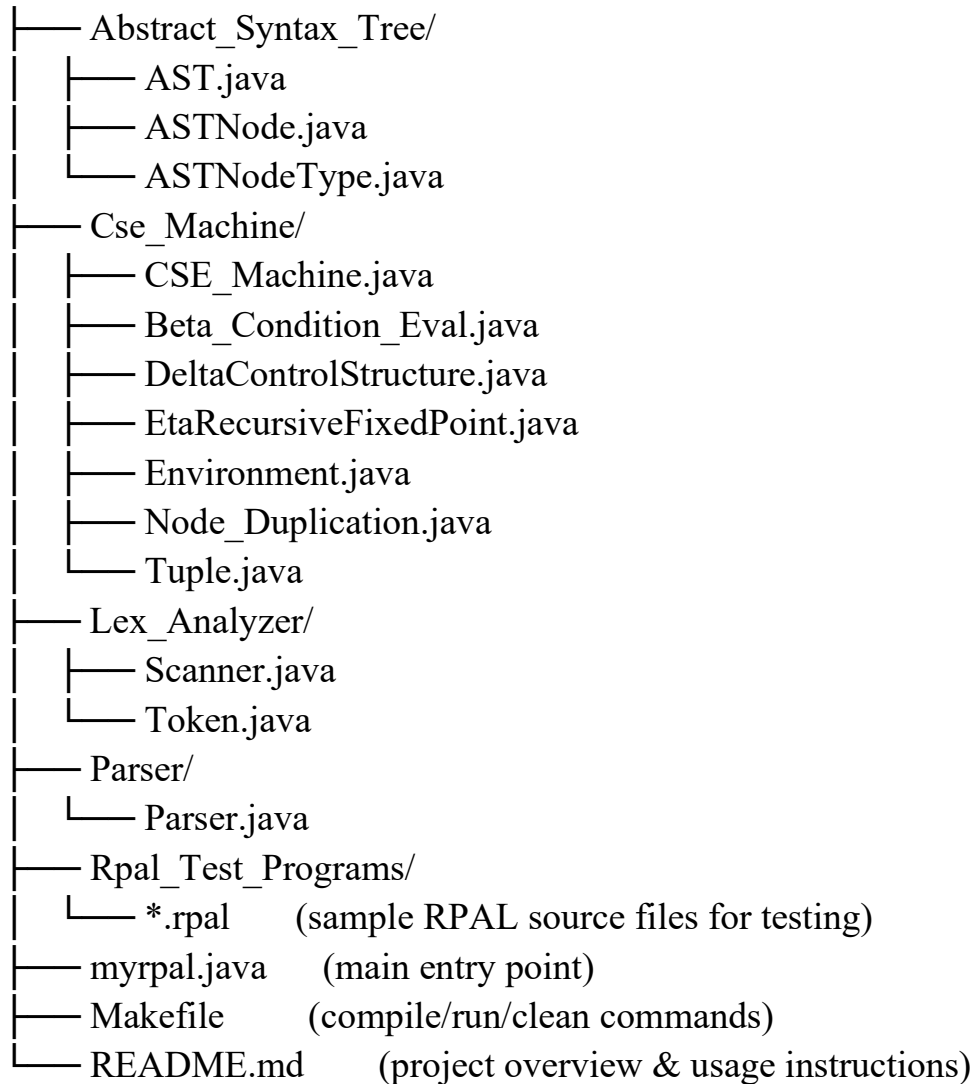 ├── Abstract_Syntax_Tree/
│   ├── AST.java
│   ├── ASTNode.java
│   └── ASTNodeType.java
├── Cse_Machine/
│   ├── CSE_Machine.java
│   ├── Beta_Condition_Eval.java
│   ├── DeltaControlStructure.java
│   ├── EtaRecursiveFixedPoint.java
│   ├── Environment.java
│   ├── Node_Duplication.java
│   └── Tuple.java
├── Lex_Analyzer/
│   ├── Scanner.java
│   └── Token.java
├── Parser/
│   └── Parser.java
├── Rpal_Test_Programs/
│   └── *.rpal (sample RPAL source files for testing)
├── myrpal.java (main entry point)
├── Makefile (compile/run/clean commands)
└── README.md (project overview & usage instructions)